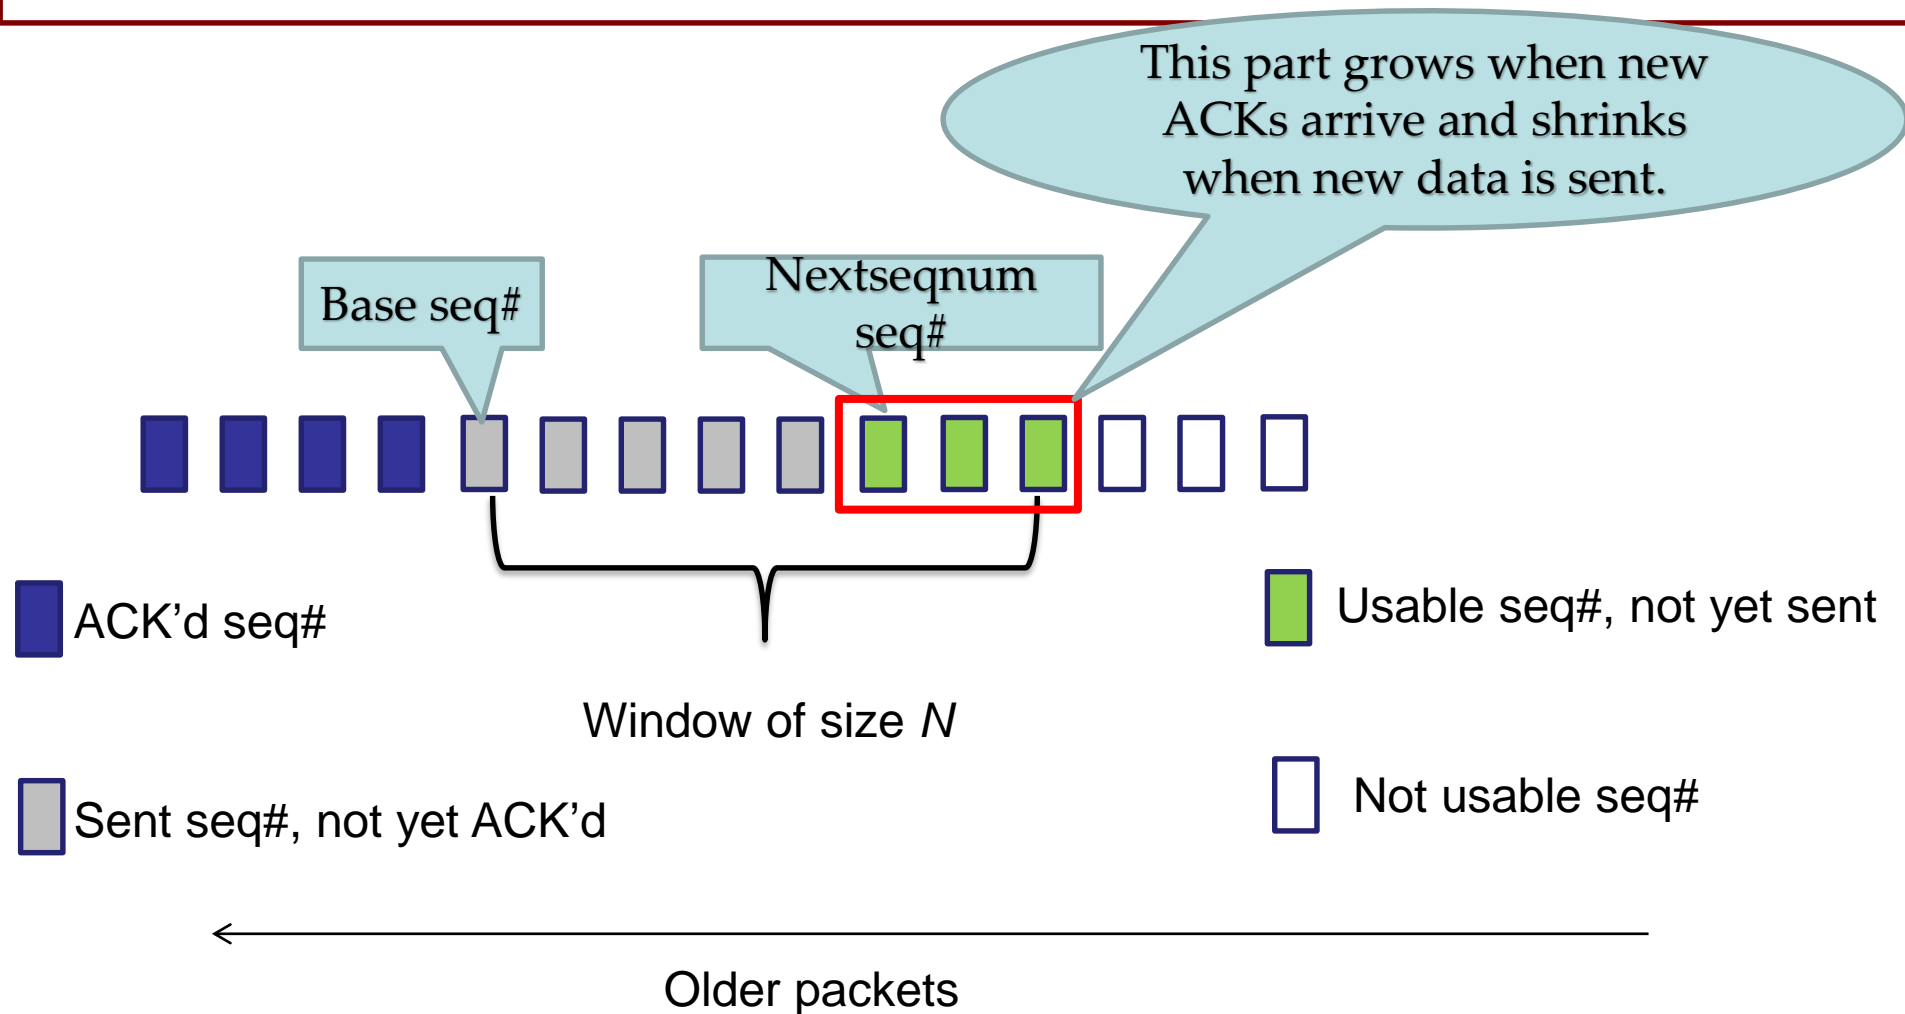 This part grows when new
ACKs arrive and shrinks
when new data is sent.
Base seq#
Nextseqnum
seq#
ACK’d seq#
Usable seq#, not yet sent
Window of size N
Sent seq#, not yet ACK’d
Not usable seq#
Older packets